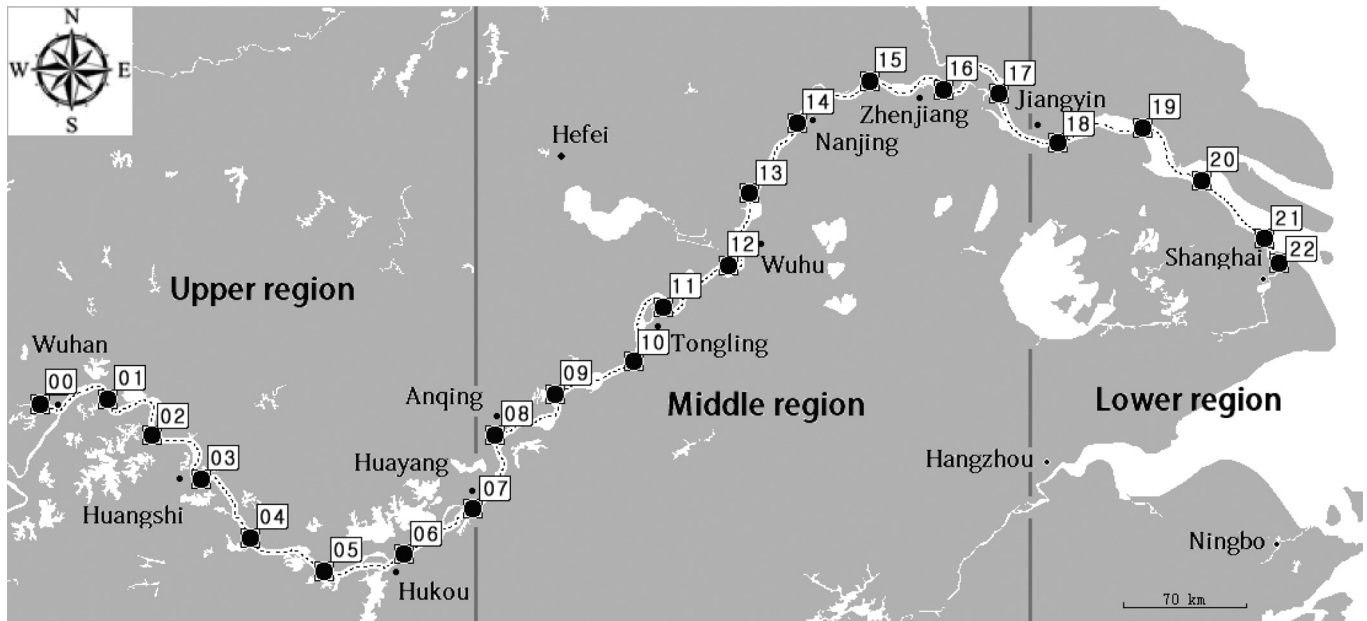 N
W
E
S
15
16
17
14
Zhenjiang
Jiangyin
18
19
Hefei
Nanjing
20
13
21
12
Wuhu
Shanghai
22
Upper region
11
Wuhan
10
Tongling
00
01
09
Anqing
Middle region
Lower region
02
08
03
Huayang
Hangzhou
07
Huangshi
04
06
05
Hukou
Ningbo
70 km